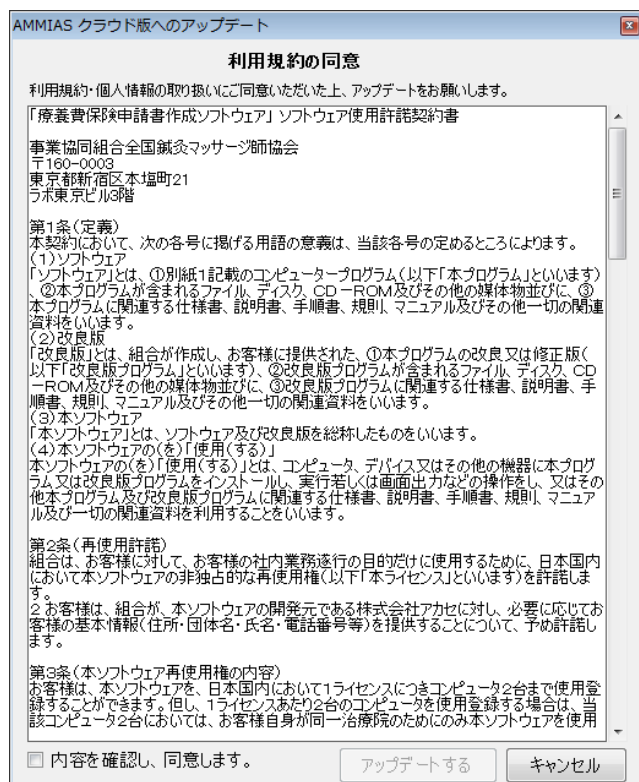 AMMIAS クラウド版へのアップデート
利用規約の同意
利用規約・個人情報の取り扱いにご同意いただいた上、アップデートをお願いします。
「療養費保険申請書作成ソフトウェア」 ソフトウェア使用許諾契約書
事業協同組合全国鍼灸マッサージ師協会
〒160-0003
東京都新宿区本塩町21
ラボ東京ビル3階
第1条(定義)
本契約において、次の各号に掲げる用語の意義は、当該各号の定めるところによります。
(1)ソフトウェア
「ソフトウェア」とは、①別紙1記載のコンピュータープログラム(以下「本プログラム」といいます)
、②本プログラムが含まれるファイル、ディスク、CD-ROM及びその他の媒体物並びに、③
本プログラムに関連する仕様書、説明書、手順書、規則、マニュアル及びその他一切の関連
資料をいいます。
(2)改良版
「改良版」とは、組合が作成し、お客様に提供された、①本プログラムの改良又は修正版(
以下「改良版プログラム」といいます)、②改良版プログラムが含まれるファイル、ディスク、CD
-ROM及びその他の媒体物並びに、③改良版プログラムに関連する仕様書、説明書、手
順書、規則、マニュアル及びその他一切の関連資料をいいます。
(3)本ソフトウェア
「本ソフトウェア」とは、ソフトウェア及び改良版を総称したものをいいます。
(4)本ソフトウェアの(を)「使用(する)」
本ソフトウェアの(を)「使用(する)」とは、コンピュータ、デバイス又はその他の機器に本プログ
ラム又は改良版プログラムをインストールし、実行若しくは画面出力などの操作をし、又はその
他本プログラム及び改良版プログラムに関連する仕様書、説明書、手順書、規則、マニュア
ル及び一切の関連資料を利用することをいいます。
第2条(再使用許諾)
組合は、お客様に対して、お客様の社内業務遂行の目的だけに使用するために、日本国内
において本ソフトウェアの非独占的な再使用権(以下「本ライセンス」といいます)を許諾しま
す。
2 お客様は、組合が、本ソフトウェアの開発元である株式会社アカセに対し、必要に応じてお
客様の基本情報(住所・団体名・氏名・電話番号等)を提供することについて、予め許諾し
ます。
第3条(本ソフトウェア再使用権の内容)
お客様は、本ソフトウェアを、日本国内において1ライセンスにつきコンピュータ2台まで使用登
録することができます。但し、1ライセンスあたり2台のコンピュータを使用登録する場合は、当
該コンピュータ2台においては、お客様自身が同一治療院のためにのみ本ソフトウェアを使用
内容を確認し、同意します。
アップデートする
キャンセル